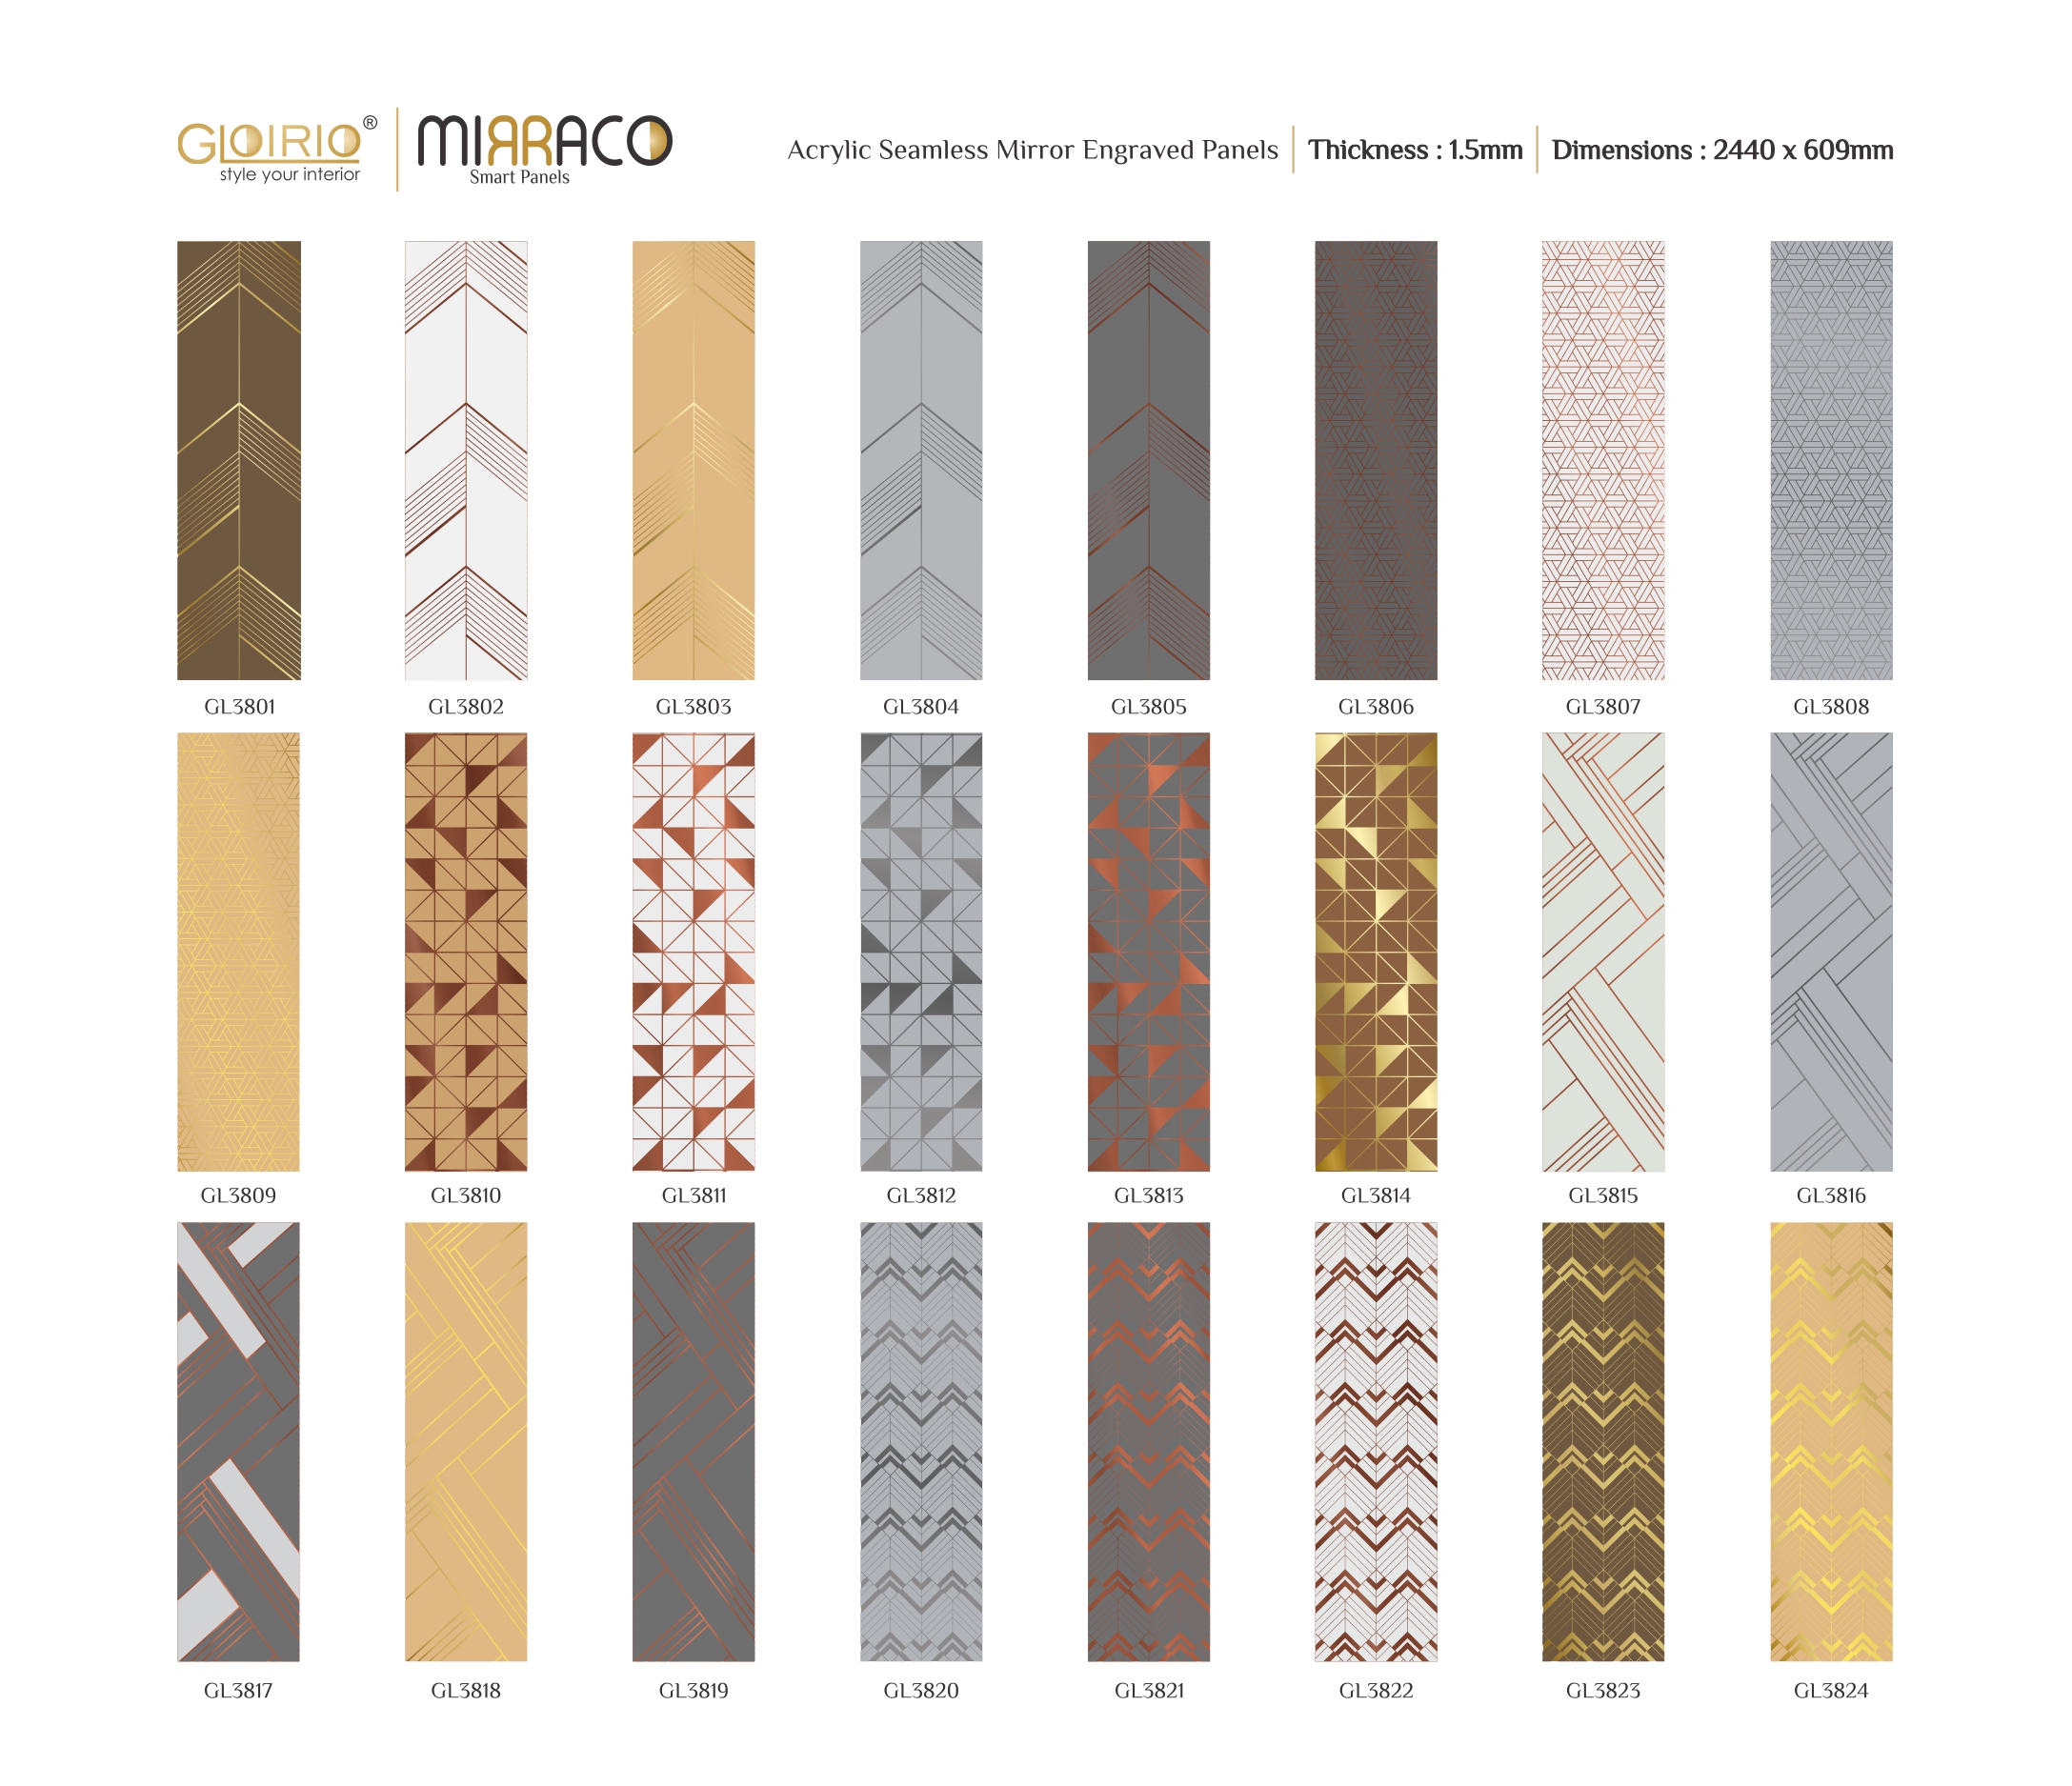 GLOIRIO®
style your interior
MIRRACO
Smart Panels
Acrylic Seamless Mirror Engraved Panels | Thickness : 1.5mm | Dimensions : 2440 x 609mm
GL3801 GL3802 GL3803 GL3804 GL3805 GL3806 GL3807 GL3808
GL3809 GL3810 GL3811 GL3812 GL3813 GL3814 GL3815 GL3816
GL3817 GL3818 GL3819 GL3820 GL3821 GL3822 GL3823 GL3824